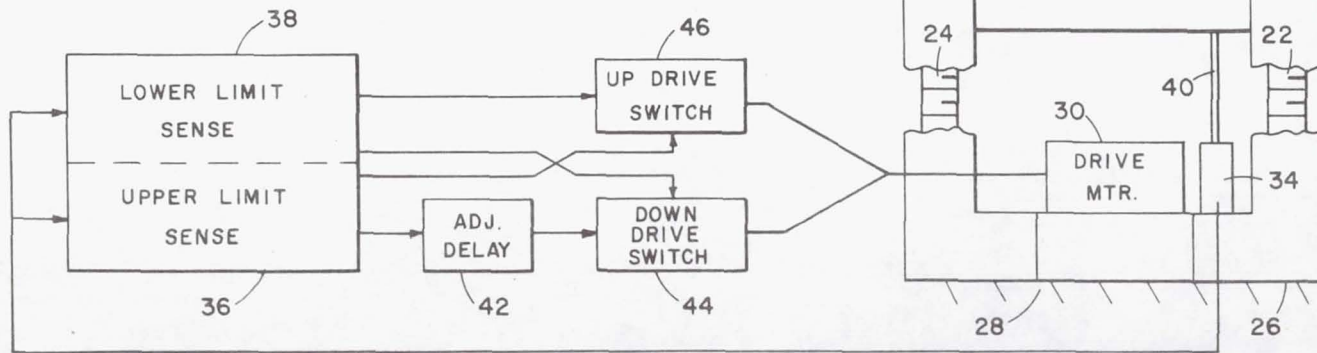 38
LOWER LIMIT
SENSE
UPPER LIMIT
SENSE
36
ADJ.
DELAY
42
46
UP DRIVE
SWITCH
DOWN
DRIVE
SWITCH
44
24
22
40
30
DRIVE
MTR.
34
28
26